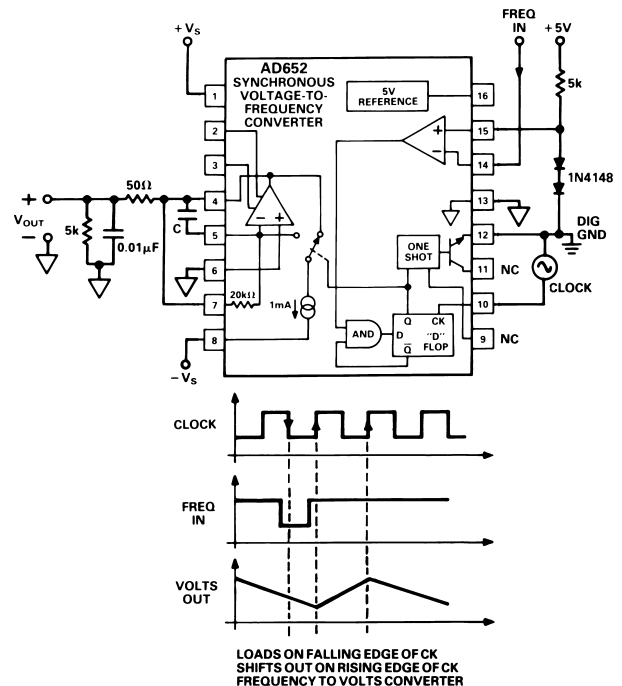 FREQ
IN
+5V
+VS
AD652
SYNCHRONOUS
VOLTAGE-TO-
FREQUENCY
CONVERTER
5V
REFERENCE
5k
1
16
2
15
3
14
1N4148
50Ω
4
13
+
VOUT
−
5k
0.01μF
C
5
12
DIG
GND
ONE
SHOT
6
11
NC
CLOCK
7
20kΩ
1mA
10
Q
CK
AND
D
"D"
FLOP
Q̅
8
9
NC
−VS
+
−
−
+
CLOCK
FREQ
IN
VOLTS
OUT
LOADS ON FALLING EDGE OF CK
SHIFTS OUT ON RISING EDGE OF CK
FREQUENCY TO VOLTS CONVERTER